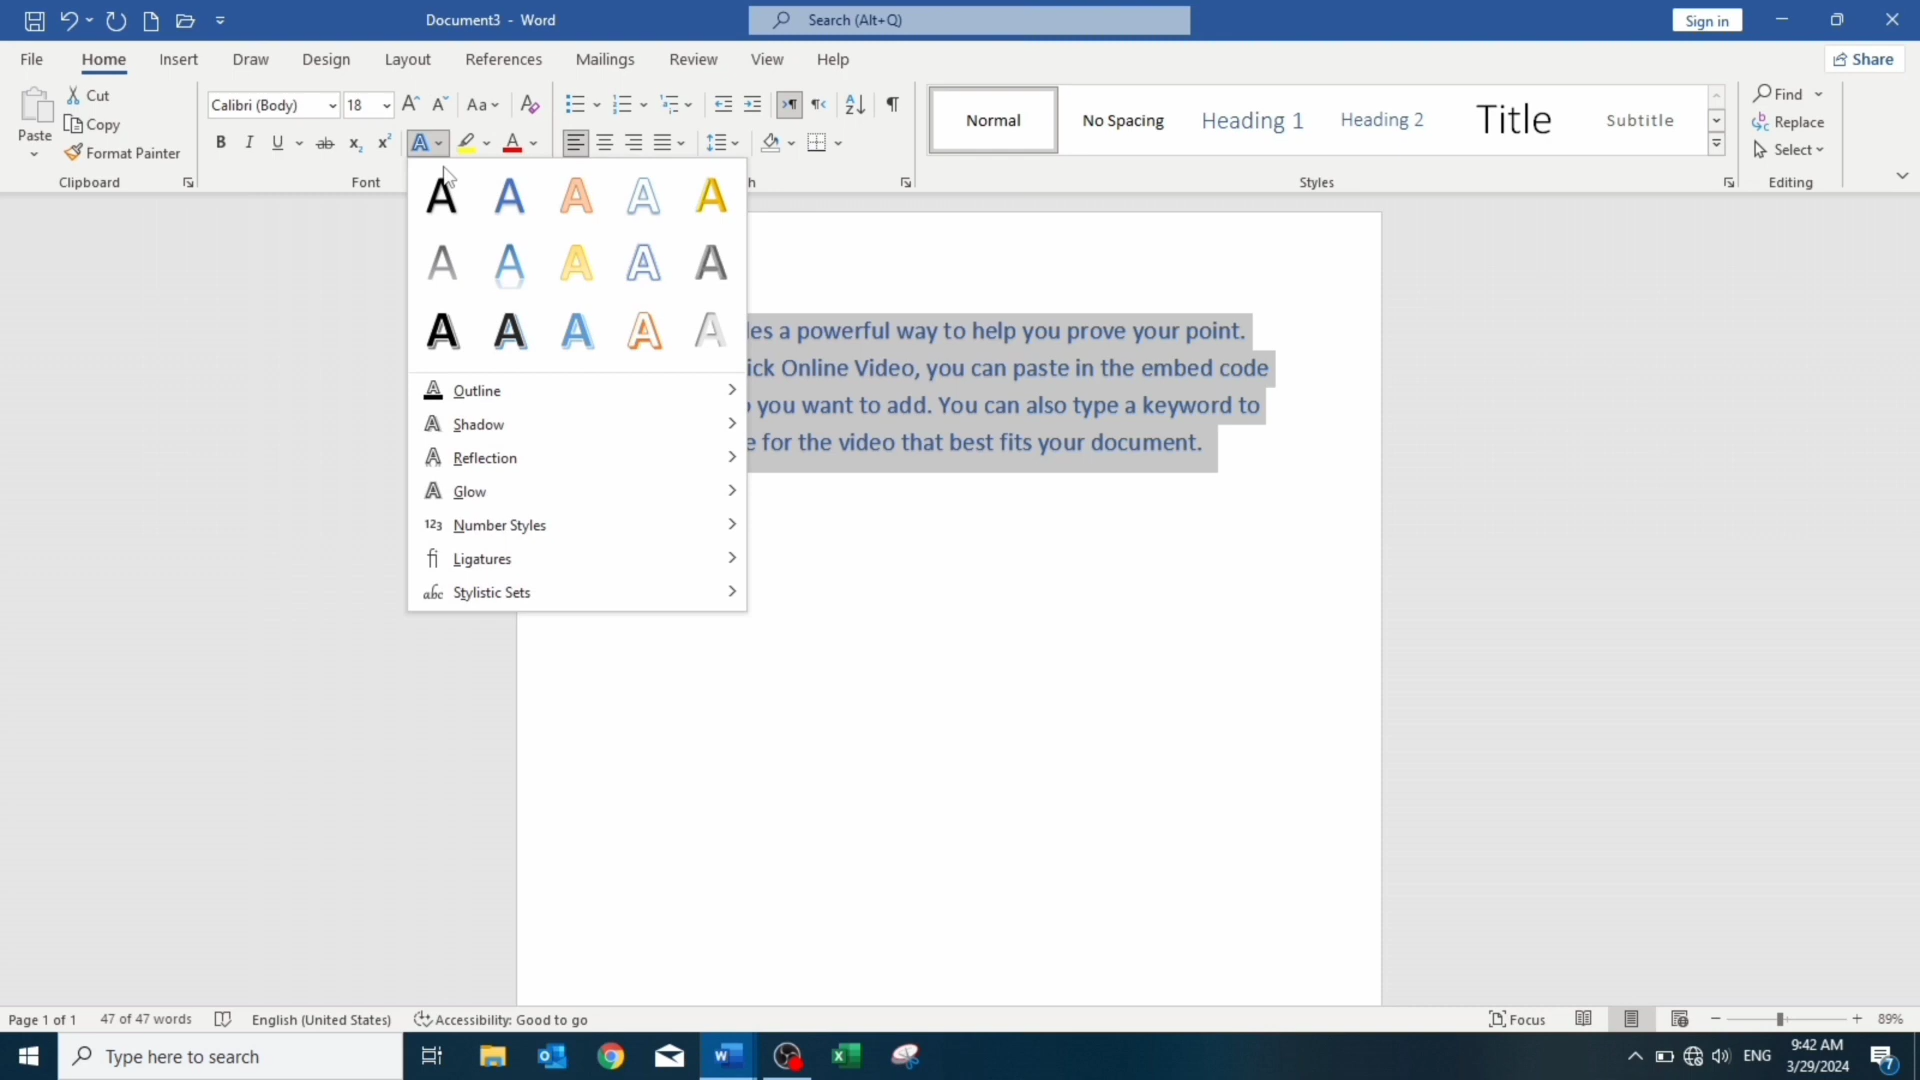 Document3 - Word
Search (Alt+Q)
Sign in
File
Home
Insert
Draw
Design
Layout
References
Mailings
Review
View
Help
Share
Paste
Cut
Copy
Format Painter
Clipboard
Calibri (Body)
18
Aa
Font
h
Normal
No Spacing
Heading 1
Heading 2
Title
Subtitle
Styles
Find
Replace
Select
Editing
Outline
Shadow
Reflection
Glow
Number Styles
Ligatures
Stylistic Sets
les a powerful way to help you prove your point.
ick Online Video, you can paste in the embed code
you want to add. You can also type a keyword to
e for the video that best fits your document.
Page 1 of 1
47 of 47 words
English (United States)
Accessibility: Good to go
Focus
89%
Type here to search
ENG
9:42 AM
3/29/2024
7